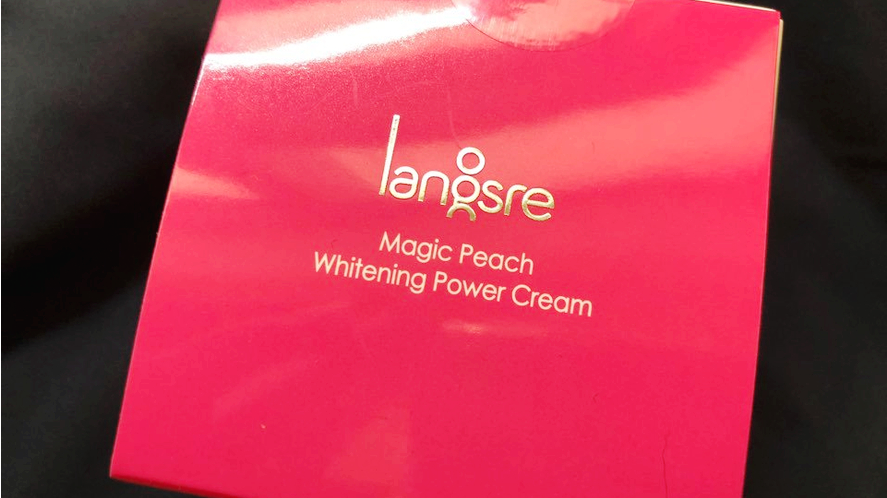 langsre
Magic Peach
Whitening Power Cream